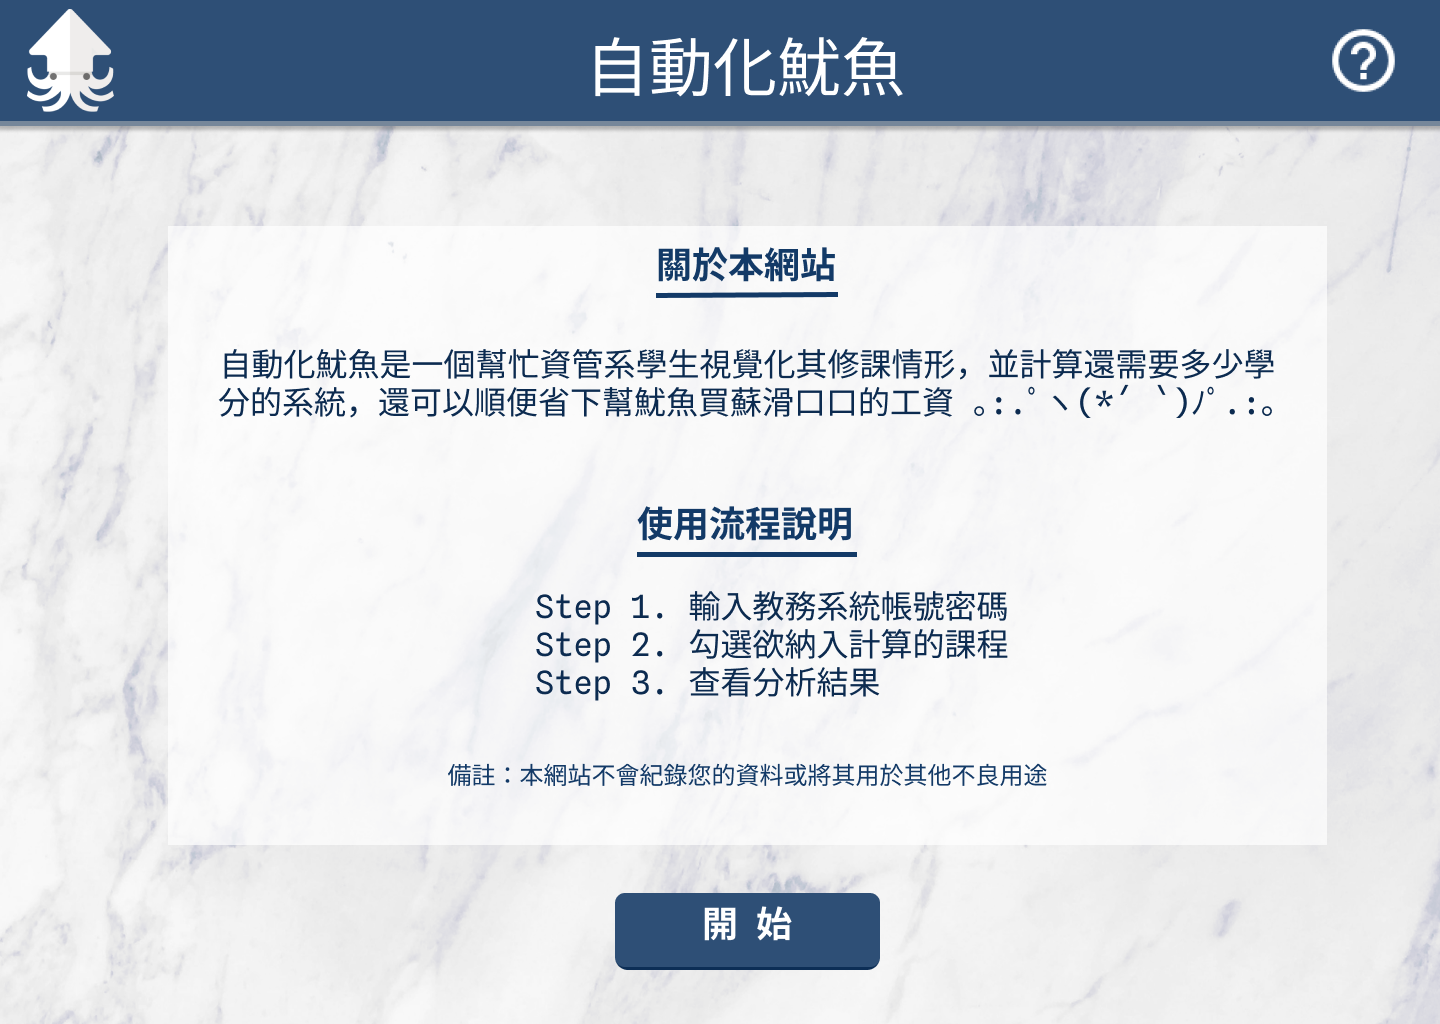 自動化魷魚
?
關於本網站
自動化魷魚是一個幫忙資管系學生視覺化其修課情形，並計算還需要多少學
分的系統，還可以順便省下幫魷魚買蘇滑口口的工資 ｡:.ﾟヽ(*´ ｀)ﾉﾟ.:｡
使用流程說明
Step 1. 輸入教務系統帳號密碼
Step 2. 勾選欲納入計算的課程
Step 3. 查看分析結果
備註：本網站不會紀錄您的資料或將其用於其他不良用途
開 始